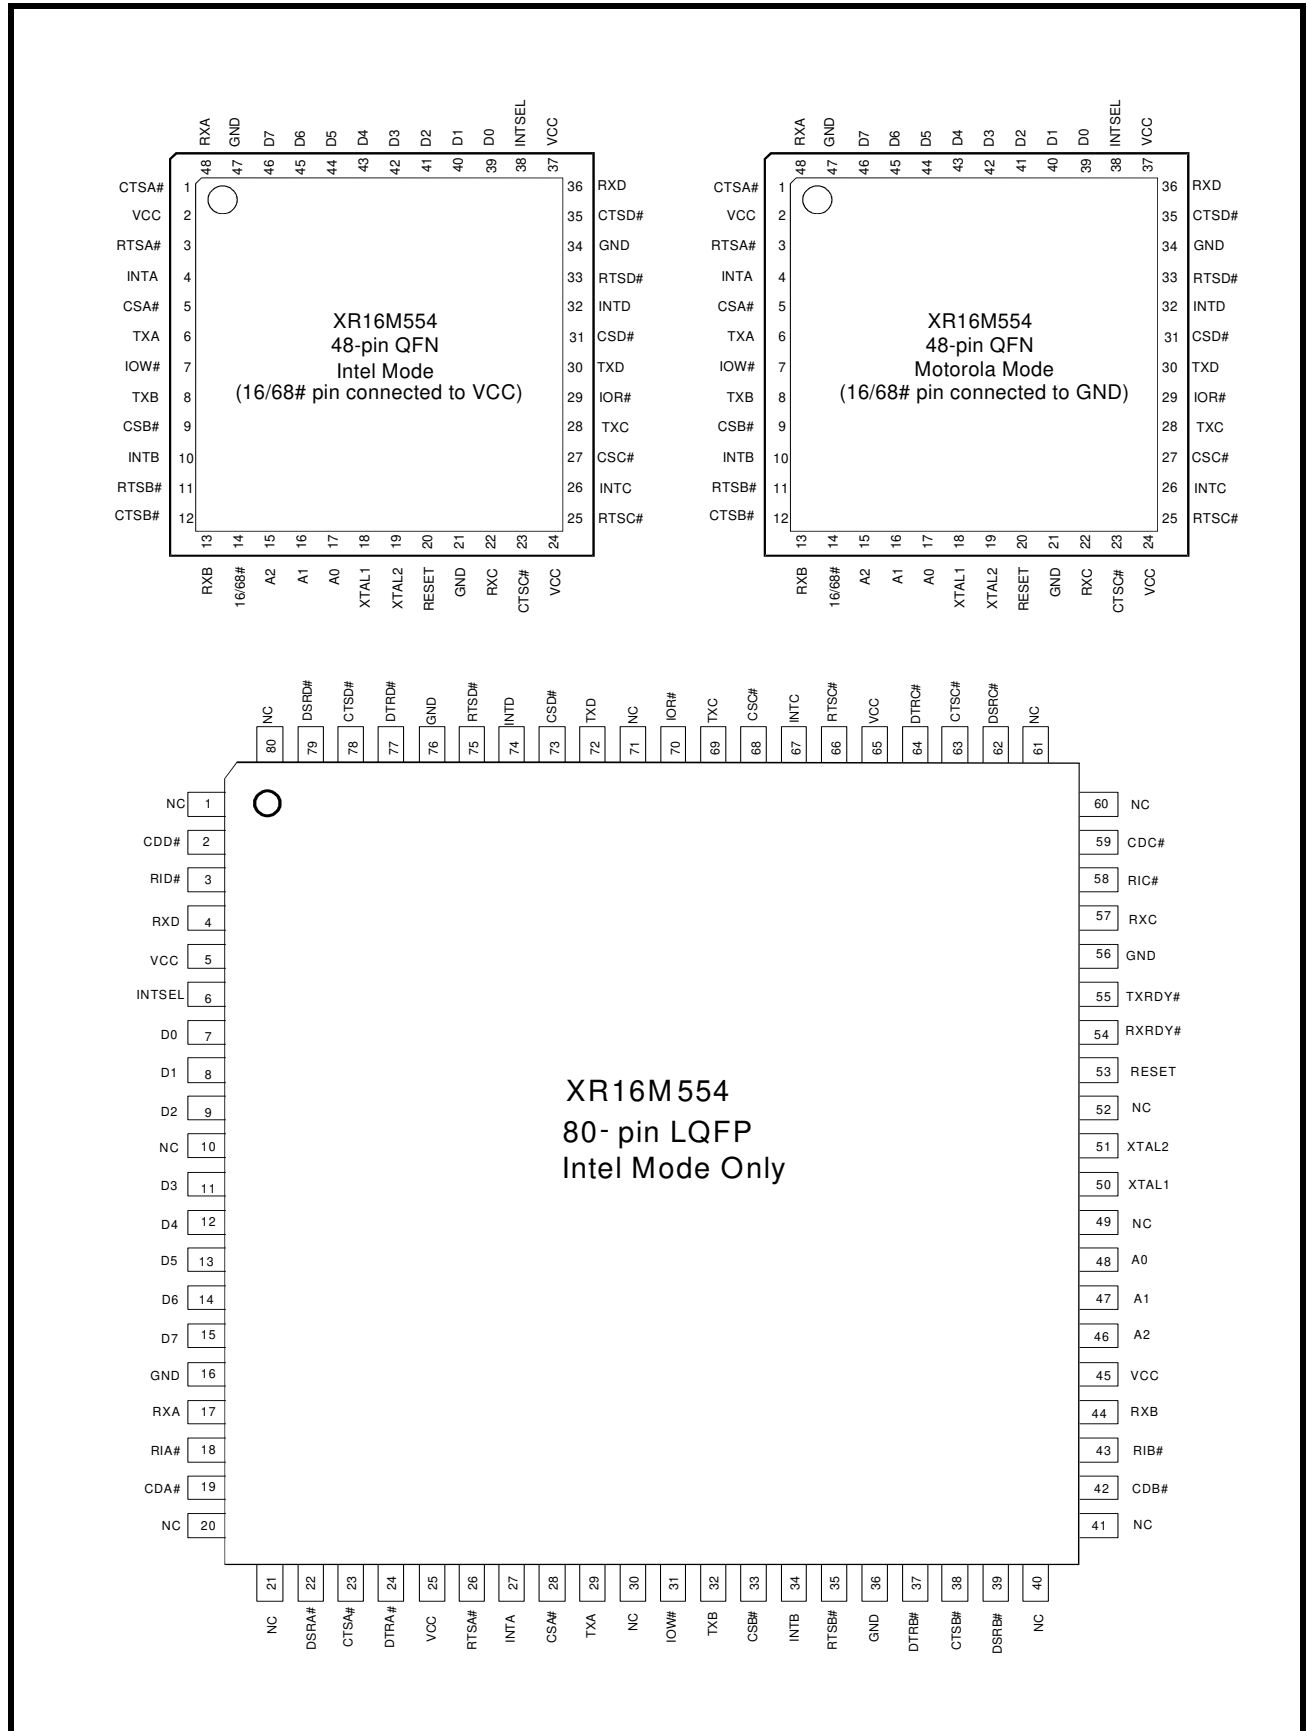 RXA GND D7 D6 D5 D4 D3 D2 D1 D0 INTSEL VCC
48 47 46 45 44 43 42 41 40 39 38 37
CTSA# 1 36 RXD
VCC 2 35 CTSD#
RTSA# 3 34 GND
INTA 4 33 RTSD#
CSA# 5 32 INTD
TXA 6 31 CSD#
IOW# 7 30 TXD
TXB 8 29 IOR#
CSB# 9 28 TXC
INTB 10 27 CSC#
RTSB# 11 26 INTC
CTSB# 12 25 RTSC#
XR16M554
48-pin QFN
Intel Mode
(16/68# pin connected to VCC)
13 14 15 16 17 18 19 20 21 22 23 24
RXB 16/68# A2 A1 A0 XTAL1 XTAL2 RESET GND RXC CTSC# VCC
RXA GND D7 D6 D5 D4 D3 D2 D1 D0 INTSEL VCC
48 47 46 45 44 43 42 41 40 39 38 37
CTSA# 1 36 RXD
VCC 2 35 CTSD#
RTSA# 3 34 GND
INTA 4 33 RTSD#
CSA# 5 32 INTD
TXA 6 31 CSD#
IOW# 7 30 TXD
TXB 8 29 IOR#
CSB# 9 28 TXC
INTB 10 27 CSC#
RTSB# 11 26 INTC
CTSB# 12 25 RTSC#
XR16M554
48-pin QFN
Motorola Mode
(16/68# pin connected to GND)
13 14 15 16 17 18 19 20 21 22 23 24
RXB 16/68# A2 A1 A0 XTAL1 XTAL2 RESET GND RXC CTSC# VCC
NC DSRD# CTSD# DTRD# GND RTSD# INTD CSD# TXD NC IOR# TXC CSC# INTC RTSC# VCC DTRC# CTSC# DSRC# NC
80 79 78 77 76 75 74 73 72 71 70 69 68 67 66 65 64 63 62 61
NC 1 60 NC
CDD# 2 59 CDC#
RID# 3 58 RIC#
RXD 4 57 RXC
VCC 5 56 GND
INTSEL 6 55 TXRDY#
D0 7 54 RXRDY#
D1 8 53 RESET
D2 9 52 NC
NC 10 51 XTAL2
D3 11 50 XTAL1
D4 12 49 NC
D5 13 48 A0
D6 14 47 A1
D7 15 46 A2
GND 16 45 VCC
RXA 17 44 RXB
RIA# 18 43 RIB#
CDA# 19 42 CDB#
NC 20 41 NC
XR16M554
80- pin LQFP
Intel Mode Only
21 22 23 24 25 26 27 28 29 30 31 32 33 34 35 36 37 38 39 40
NC DSRA# CTSA# DTRA# VCC RTSA# INTA CSA# TXA NC IOW# TXB CSB# INTB RTSB# GND DTRB# CTSB# DSRB# NC